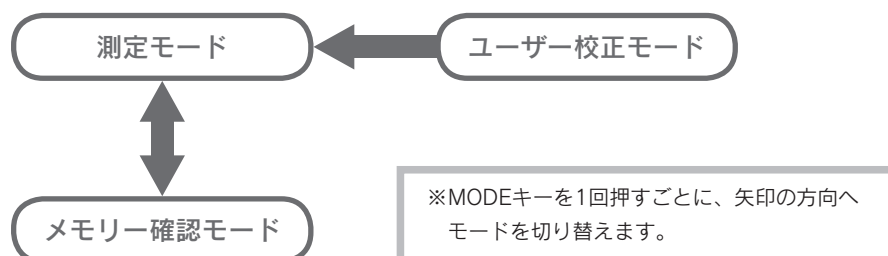 測定モード
ユーザー校正モード
メモリー確認モード
※MODEキーを1回押すごとに、矢印の方向へ
モードを切り替えます。